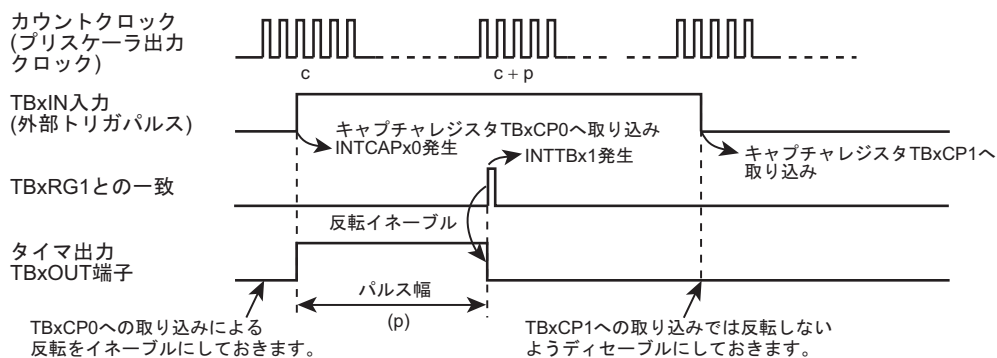 カウントクロック
(プリスケーラ出力
クロック)
c
c + p
TBxIN入力
(外部トリガパルス)
キャプチャレジスタTBxCP0へ取り込み
INTCAPx0発生
INTTBx1発生
キャプチャレジスタTBxCP1へ
取り込み
TBxRG1との一致
反転イネーブル
タイマ出力
TBxOUT端子
パルス幅
(p)
TBxCP0への取り込みによる
反転をイネーブルにしておきます。
TBxCP1への取り込みでは反転しない
ようディセーブルにしておきます。